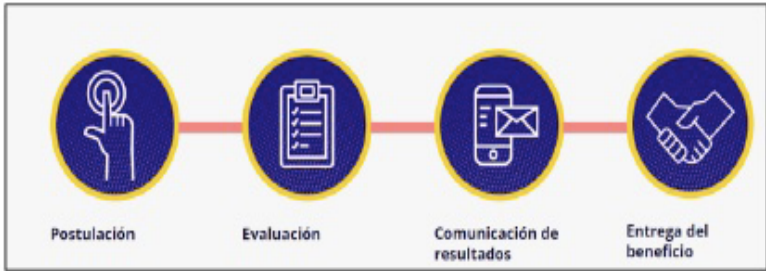 Postulación
Evaluación
Comunicación de
resultados
Entrega del
beneficio